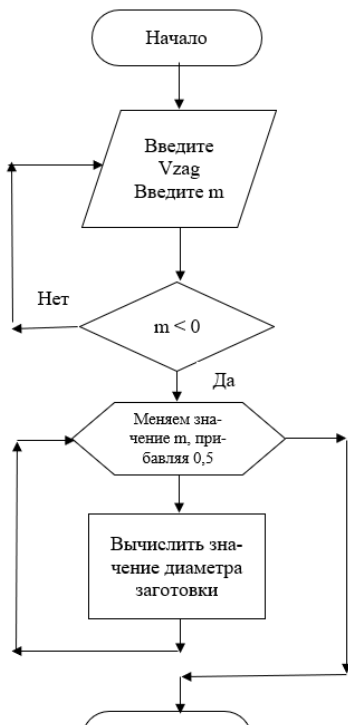 Начало
Введите
Vzag
Введите m
Нет
m < 0
Да
Меняем зна-
чение m, при-
бавляя 0,5
Вычислить зна-
чение диаметра
заготовки